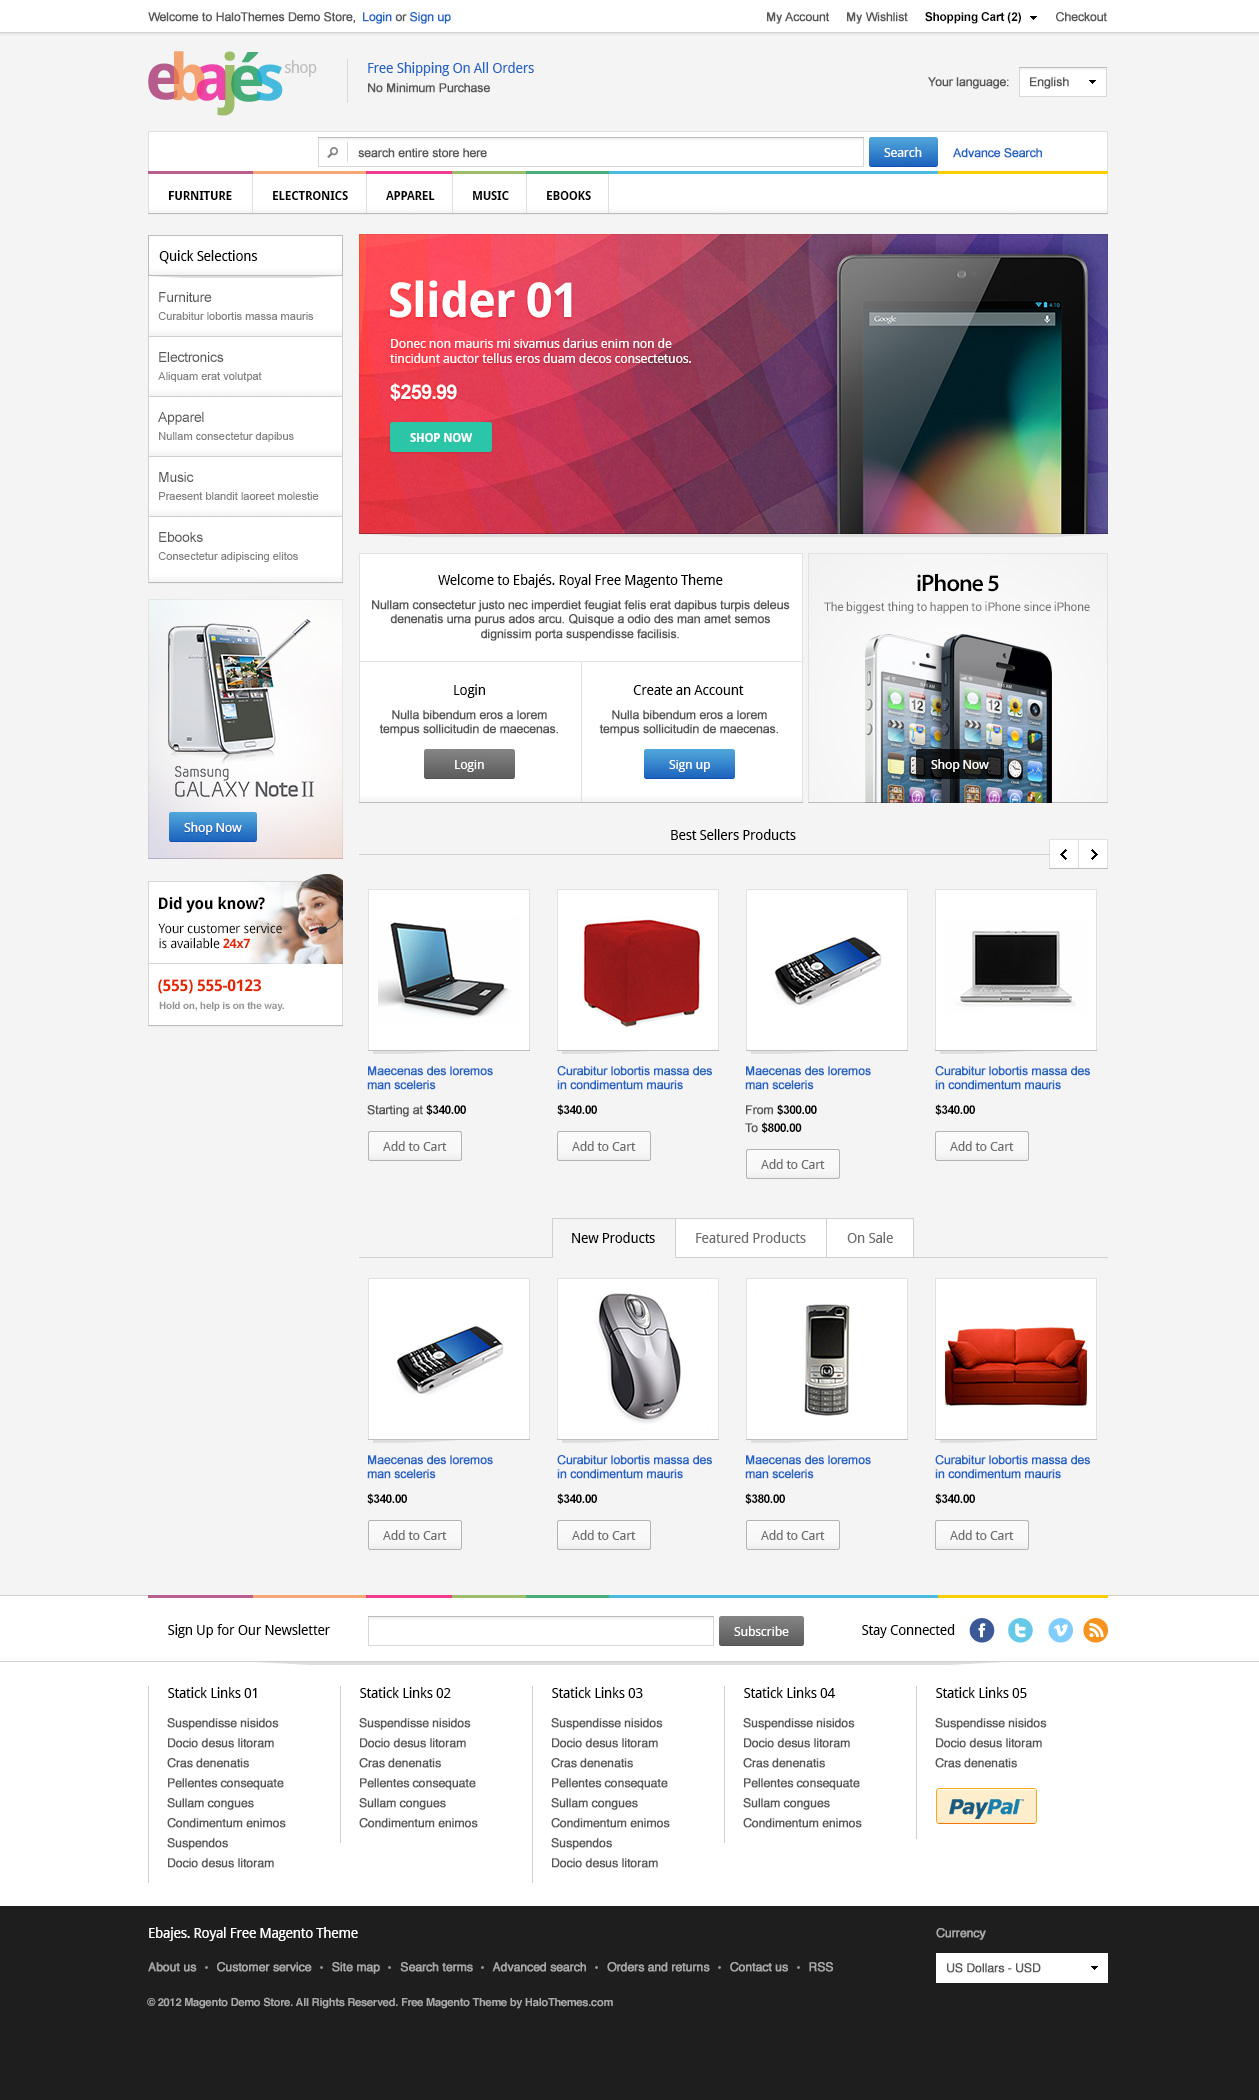 Welcome to HaloThemes Demo Store, Login or Sign up
My Account My Wishlist Shopping Cart (2) Checkout
ebajés shop
Free Shipping On All Orders
No Minimum Purchase
Your language: English
search entire store here Search Advance Search
FURNITURE ELECTRONICS APPAREL MUSIC EBOOKS
Quick Selections
Furniture
Curabitur lobortis massa mauris
Electronics
Aliquam erat volutpat
Apparel
Nullam consectetur dapibus
Music
Praesent blandit laoreet molestie
Ebooks
Consectetur adipiscing elitos
Samsung
GALAXY Note II
Shop Now
Did you know?
Your customer service
is available 24x7
(555) 555-0123
Hold on, help is on the way.
Slider 01
Donec non mauris mi sivamus darius enim non de
tincidunt auctor tellus eros duam decos consectetuos.
$259.99
SHOP NOW
4:10
Google
Welcome to Ebajés. Royal Free Magento Theme
Nullam consectetur justo nec imperdiet feugiat felis erat dapibus turpis deleus
denenatis urna purus ados arcu. Quisque a odio des man amet semos
dignissim porta suspendisse facilisis.
Login
Nulla bibendum eros a lorem
tempus sollicitudin de maecenas.
Login
Create an Account
Nulla bibendum eros a lorem
tempus sollicitudin de maecenas.
Sign up
iPhone 5
The biggest thing to happen to iPhone since iPhone
Shop Now
Best Sellers Products
Maecenas des loremos
man sceleris
Starting at $340.00
Add to Cart
Curabitur lobortis massa des
in condimentum mauris
$340.00
Add to Cart
Maecenas des loremos
man sceleris
From $300.00
To $800.00
Add to Cart
Curabitur lobortis massa des
in condimentum mauris
$340.00
Add to Cart
New Products Featured Products On Sale
Maecenas des loremos
man sceleris
$340.00
Add to Cart
Curabitur lobortis massa des
in condimentum mauris
$340.00
Add to Cart
Maecenas des loremos
man sceleris
$380.00
Add to Cart
Curabitur lobortis massa des
in condimentum mauris
$340.00
Add to Cart
Sign Up for Our Newsletter Subscribe Stay Connected
Statick Links 01
Suspendisse nisidos
Docio desus litoram
Cras denenatis
Pellentes consequate
Sullam congues
Condimentum enimos
Suspendos
Docio desus litoram
Statick Links 02
Suspendisse nisidos
Docio desus litoram
Cras denenatis
Pellentes consequate
Sullam congues
Condimentum enimos
Statick Links 03
Suspendisse nisidos
Docio desus litoram
Cras denenatis
Pellentes consequate
Sullam congues
Condimentum enimos
Suspendos
Docio desus litoram
Statick Links 04
Suspendisse nisidos
Docio desus litoram
Cras denenatis
Pellentes consequate
Sullam congues
Condimentum enimos
Statick Links 05
Suspendisse nisidos
Docio desus litoram
Cras denenatis
PayPal
Ebajes. Royal Free Magento Theme
About us • Customer service • Site map • Search terms • Advanced search • Orders and returns • Contact us • RSS
© 2012 Magento Demo Store. All Rights Reserved. Free Magento Theme by HaloThemes.com
Currency
US Dollars - USD